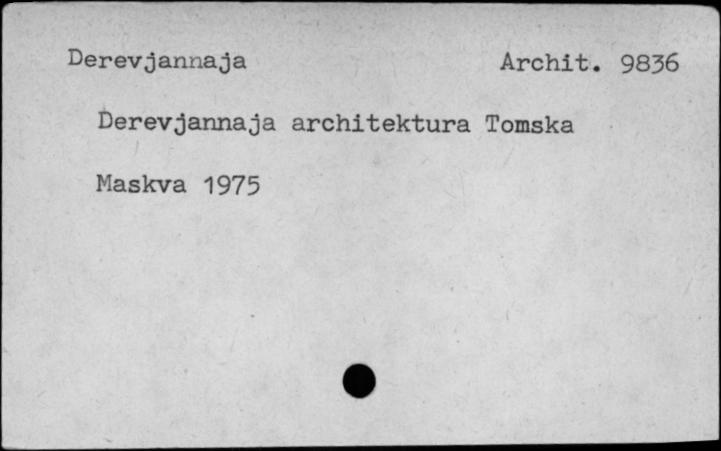 Derevjannaja Archit. 9836
Derevjannaja architektura Tomska
Maskva 1975